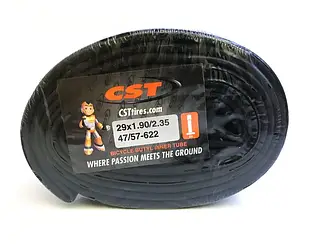 CST
CSTtires.com
29x1.90/2.35
47/57-622
BICYCLE BUTYL INNER TUBE
WHERE PASSION MEETS THE GROUND